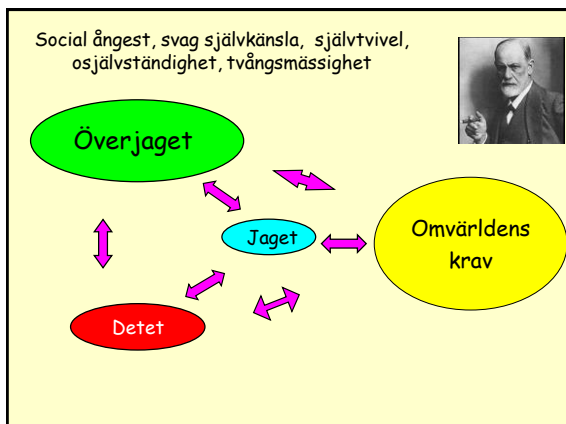 Social ångest, svag självkänsla, självtvivel,
osjälvständighet, tvångsmässighet
Överjaget
Jaget
Omvärldens
krav
Detet